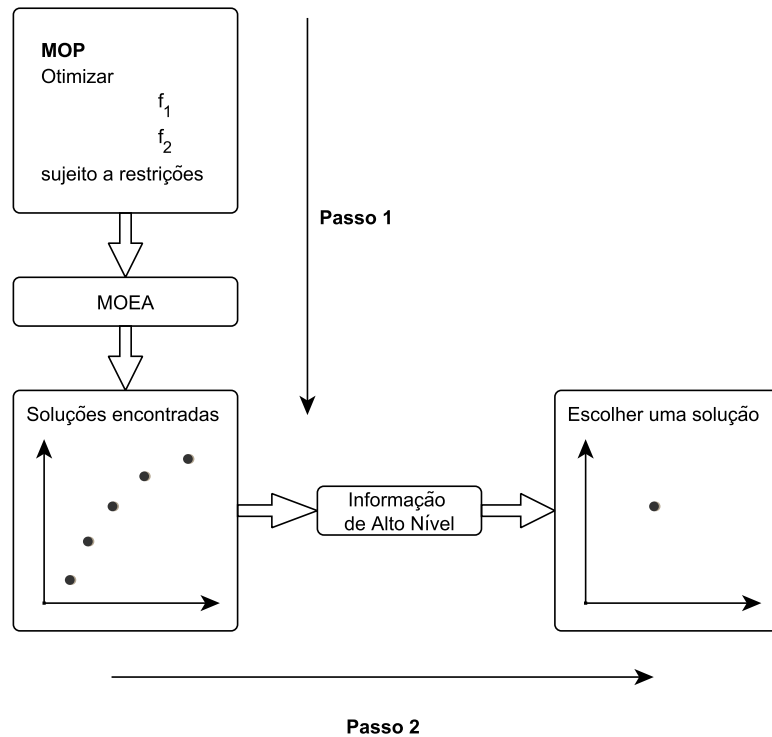 MOP
Otimizar
f1
f2
sujeito a restrições
Passo 1
MOEA
Soluções encontradas
Informação
de Alto Nível
Escolher uma solução
Passo 2